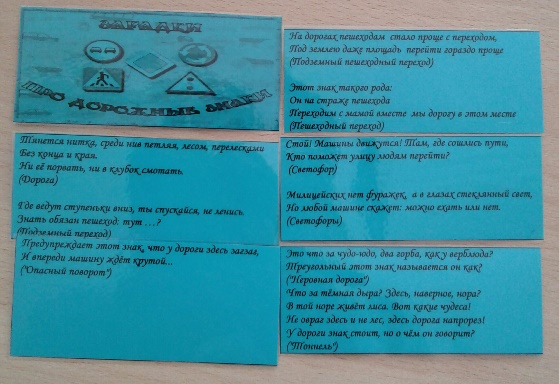 ЗАГАДКИ
ПРО ДОРОЖНЫЕ ЗНАКИ
На дорогах пешеходам стало проще с переходом,
Под землею даже площадь перейти гораздо проще
(Подземный пешеходный переход)
Этот знак такого рода:
Он на страже пешехода
Переходим с мамой вместе мы дорогу в этом месте
(Пешеходный переход)
Тянется нитка, среди нив петляя, лесом, перелесками
Без конца и края.
Ни её порвать, ни в клубок смотать.
(Дорога)
Где ведут ступеньки вниз, ты спускайся, не ленись.
Знать обязан пешеход: тут …?
(Подземный переход)
Стой! Машины движутся! Там, где сошлись пути,
Кто поможет улицу людям перейти?
(Светофор)
Милицейских нет фуражек, а в глазах стеклянный свет,
Но любой машине скажет: можно ехать или нет.
(Светофоры)
Предупреждает этот знак, что у дороги здесь загзаг,
И впереди машину ждёт крутой...
("Опасный поворот")
Это что за чудо-юдо, два горба, как у верблюда?
Треугольный этот знак называется он как?
("Неровная дорога")
Что за тёмная дыра? Здесь, наверное, нора?
В той норе живёт лиса. Вот какие чудеса!
Не овраг здесь и не лес, здесь дорога напрорез!
У дороги знак стоит, но о чём он говорит?
("Тоннель")